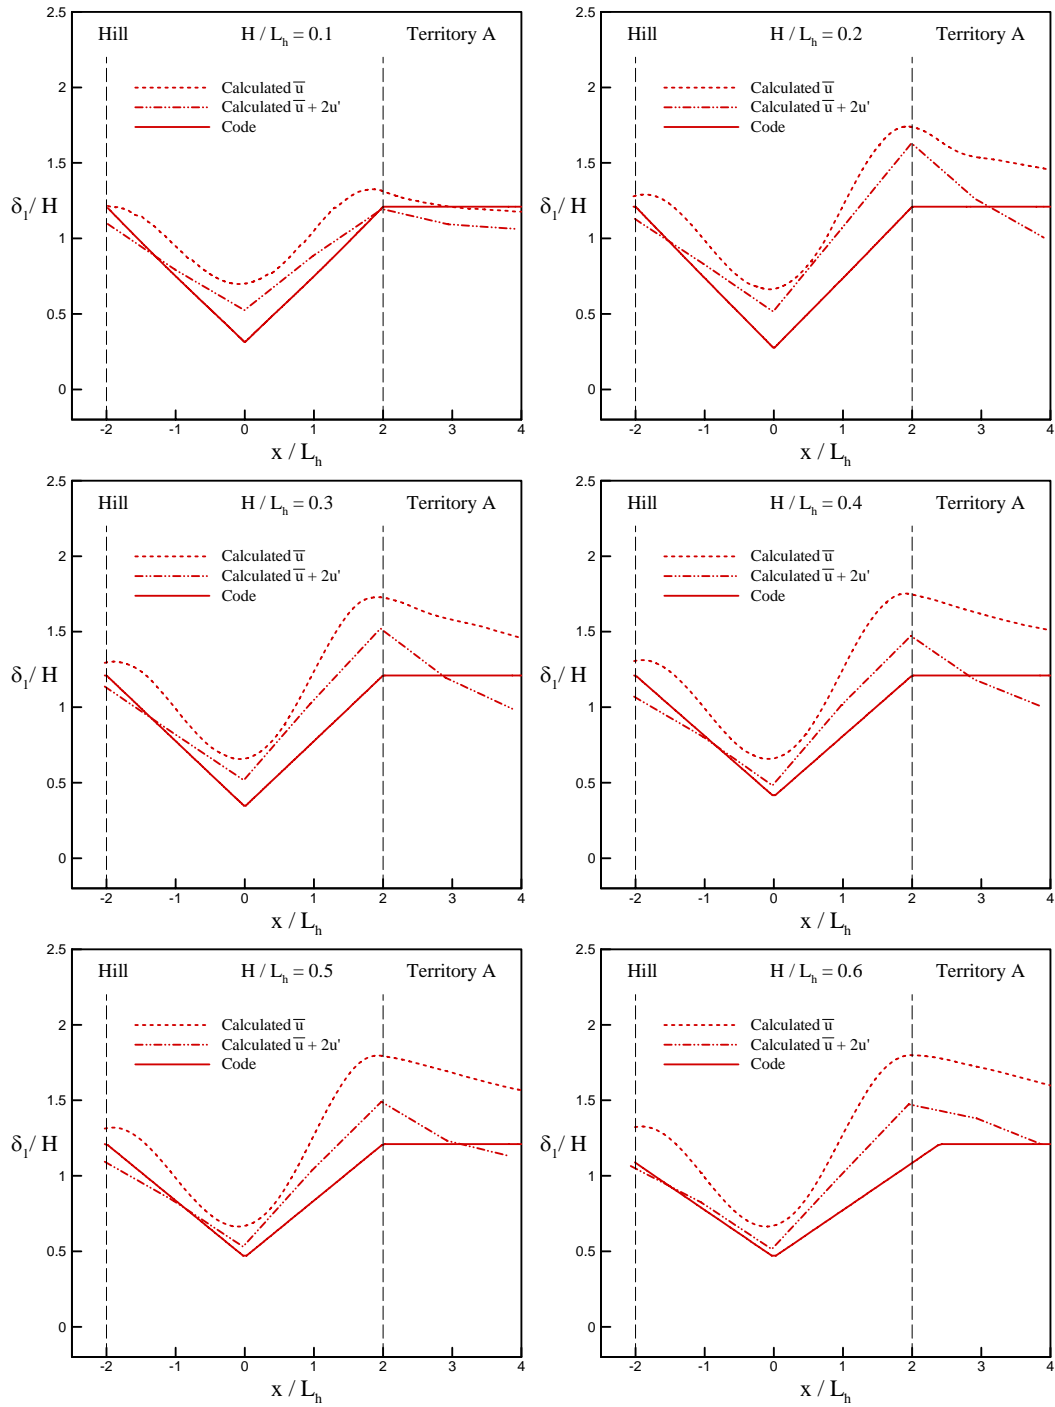 2.5
Hill H / Lh = 0.1 Territory A
2
Calculated u̅
Calculated u̅ + 2u'
Code
1.5
δ1/ H
1
0.5
0
-2 -1 0 1 2 3 4
x / Lh
2.5
Hill H / Lh = 0.2 Territory A
2
Calculated u̅
Calculated u̅ + 2u'
Code
1.5
δ1/ H
1
0.5
0
-2 -1 0 1 2 3 4
x / Lh
2.5
Hill H / Lh = 0.3 Territory A
2
Calculated u̅
Calculated u̅ + 2u'
Code
1.5
δ1/ H
1
0.5
0
-2 -1 0 1 2 3 4
x / Lh
2.5
Hill H / Lh = 0.4 Territory A
2
Calculated u̅
Calculated u̅ + 2u'
Code
1.5
δ1/ H
1
0.5
0
-2 -1 0 1 2 3 4
x / Lh
2.5
Hill H / Lh = 0.5 Territory A
2
Calculated u̅
Calculated u̅ + 2u'
Code
1.5
δ1/ H
1
0.5
0
-2 -1 0 1 2 3 4
x / Lh
2.5
Hill H / Lh = 0.6 Territory A
2
Calculated u̅
Calculated u̅ + 2u'
Code
1.5
δ1/ H
1
0.5
0
-2 -1 0 1 2 3 4
x / Lh